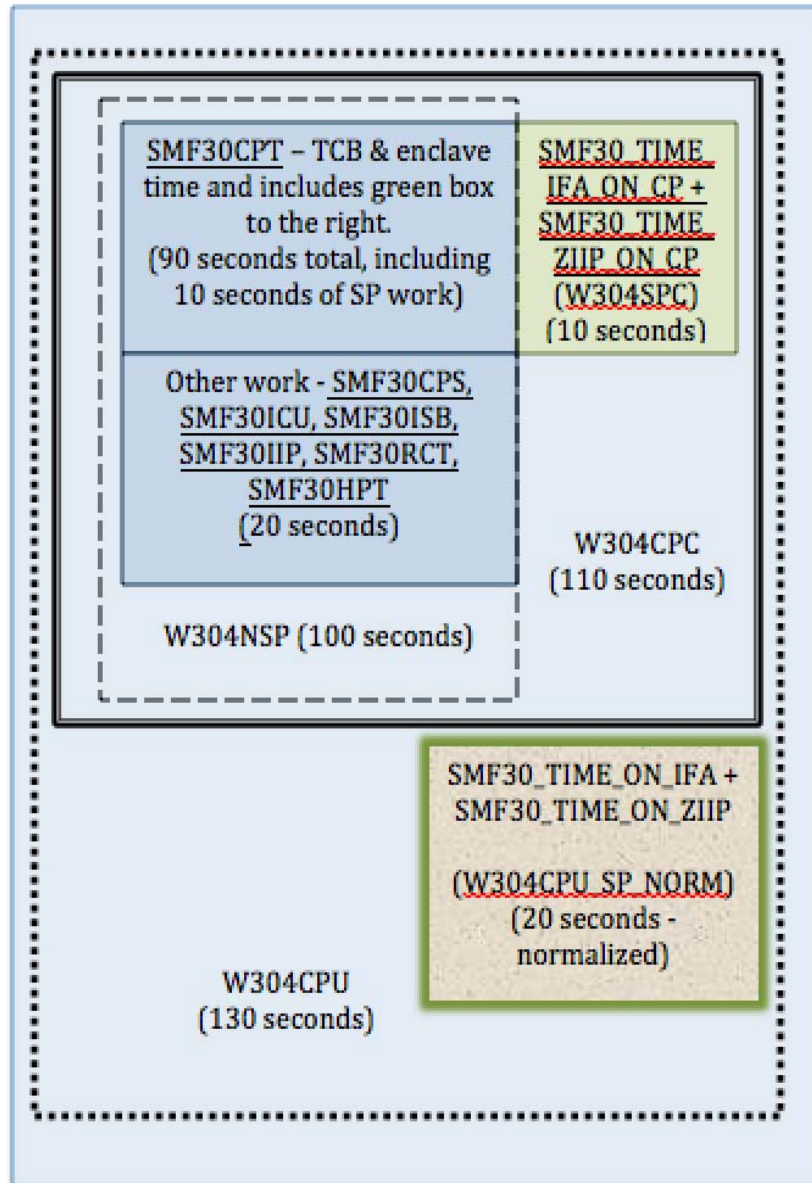 SMF30CPT – TCB & enclave
time and includes green box
to the right.
(90 seconds total, including
10 seconds of SP work)
SMF30_TIME_
IFA_ON_CP +
SMF30_TIME_
ZIIP_ON_CP
(W304SPC)
(10 seconds)
Other work - SMF30CPS,
SMF30ICU, SMF30ISB,
SMF30IIP, SMF30RCT,
SMF30HPT
(20 seconds)
W304CPC
(110 seconds)
W304NSP (100 seconds)
SMF30_TIME_ON_IFA +
SMF30_TIME_ON_ZIIP
(W304CPU_SP_NORM)
(20 seconds -
normalized)
W304CPU
(130 seconds)